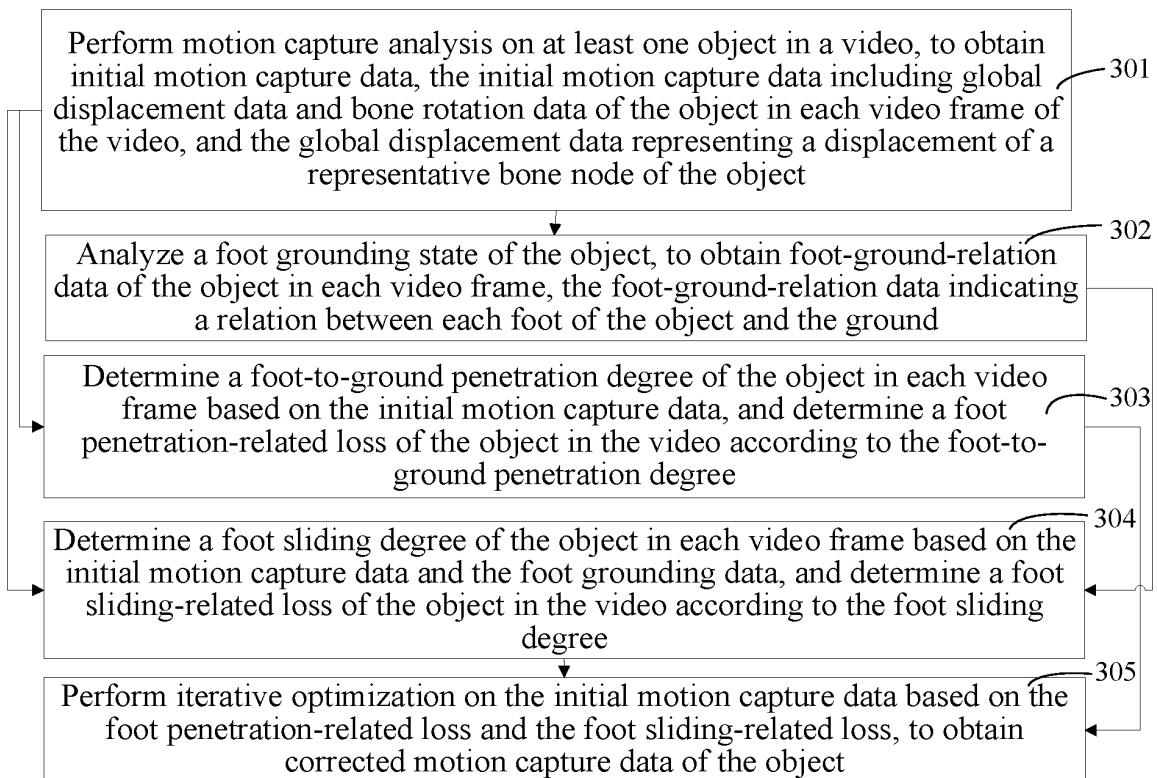 Perform motion capture analysis on at least one object in a video, to obtain
initial motion capture data, the initial motion capture data including global
displacement data and bone rotation data of the object in each video frame of
the video, and the global displacement data representing a displacement of a
representative bone node of the object
301
Analyze a foot grounding state of the object, to obtain foot-ground-relation
data of the object in each video frame, the foot-ground-relation data indicating
a relation between each foot of the object and the ground
302
Determine a foot-to-ground penetration degree of the object in each video
frame based on the initial motion capture data, and determine a foot
penetration-related loss of the object in the video according to the foot-to-
ground penetration degree
303
Determine a foot sliding degree of the object in each video frame based on the
initial motion capture data and the foot grounding data, and determine a foot
sliding-related loss of the object in the video according to the foot sliding
degree
304
Perform iterative optimization on the initial motion capture data based on the
foot penetration-related loss and the foot sliding-related loss, to obtain
corrected motion capture data of the object
305